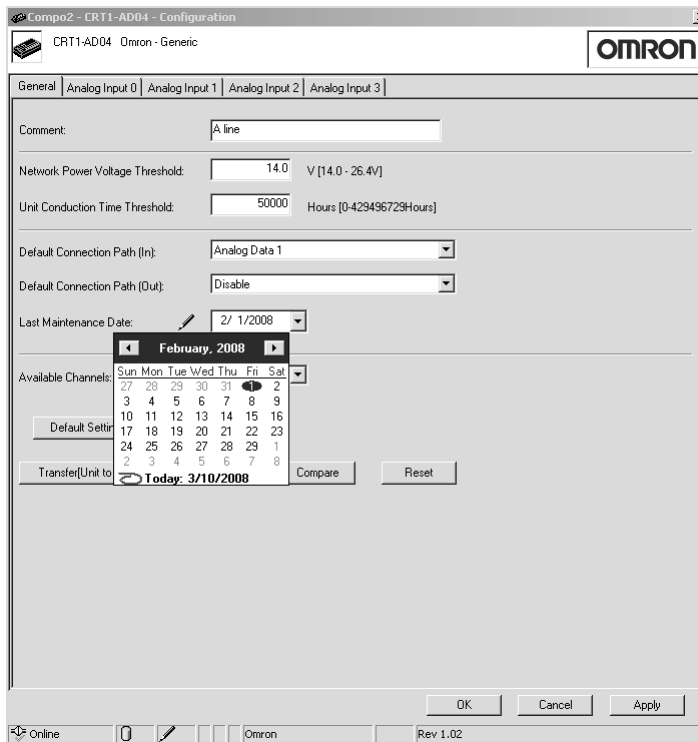 Compo2 - CRT1-AD04 - Configuration
CRT1-AD04 Omron - Generic
OMRON
General Analog Input 0 Analog Input 1 Analog Input 2 Analog Input 3
Comment: A line
Network Power Voltage Threshold: 14.0 V [14.0 - 26.4V]
Unit Conduction Time Threshold: 50000 Hours [0-429496729Hours]
Default Connection Path (In): Analog Data 1
Default Connection Path (Out): Disable
Last Maintenance Date: 2/ 1/2008
February, 2008
Available Channels:
Sun Mon Tue Wed Thu Fri Sat
27 28 29 30 31 1 2
3 4 5 6 7 8 9
10 11 12 13 14 15 16
Default Settin
17 18 19 20 21 22 23
24 25 26 27 28 29 1
2 3 4 5 6 7 8
Transfer[Unit to Compare Reset
Today: 3/10/2008
OK Cancel Apply
Online Omron Rev 1.02